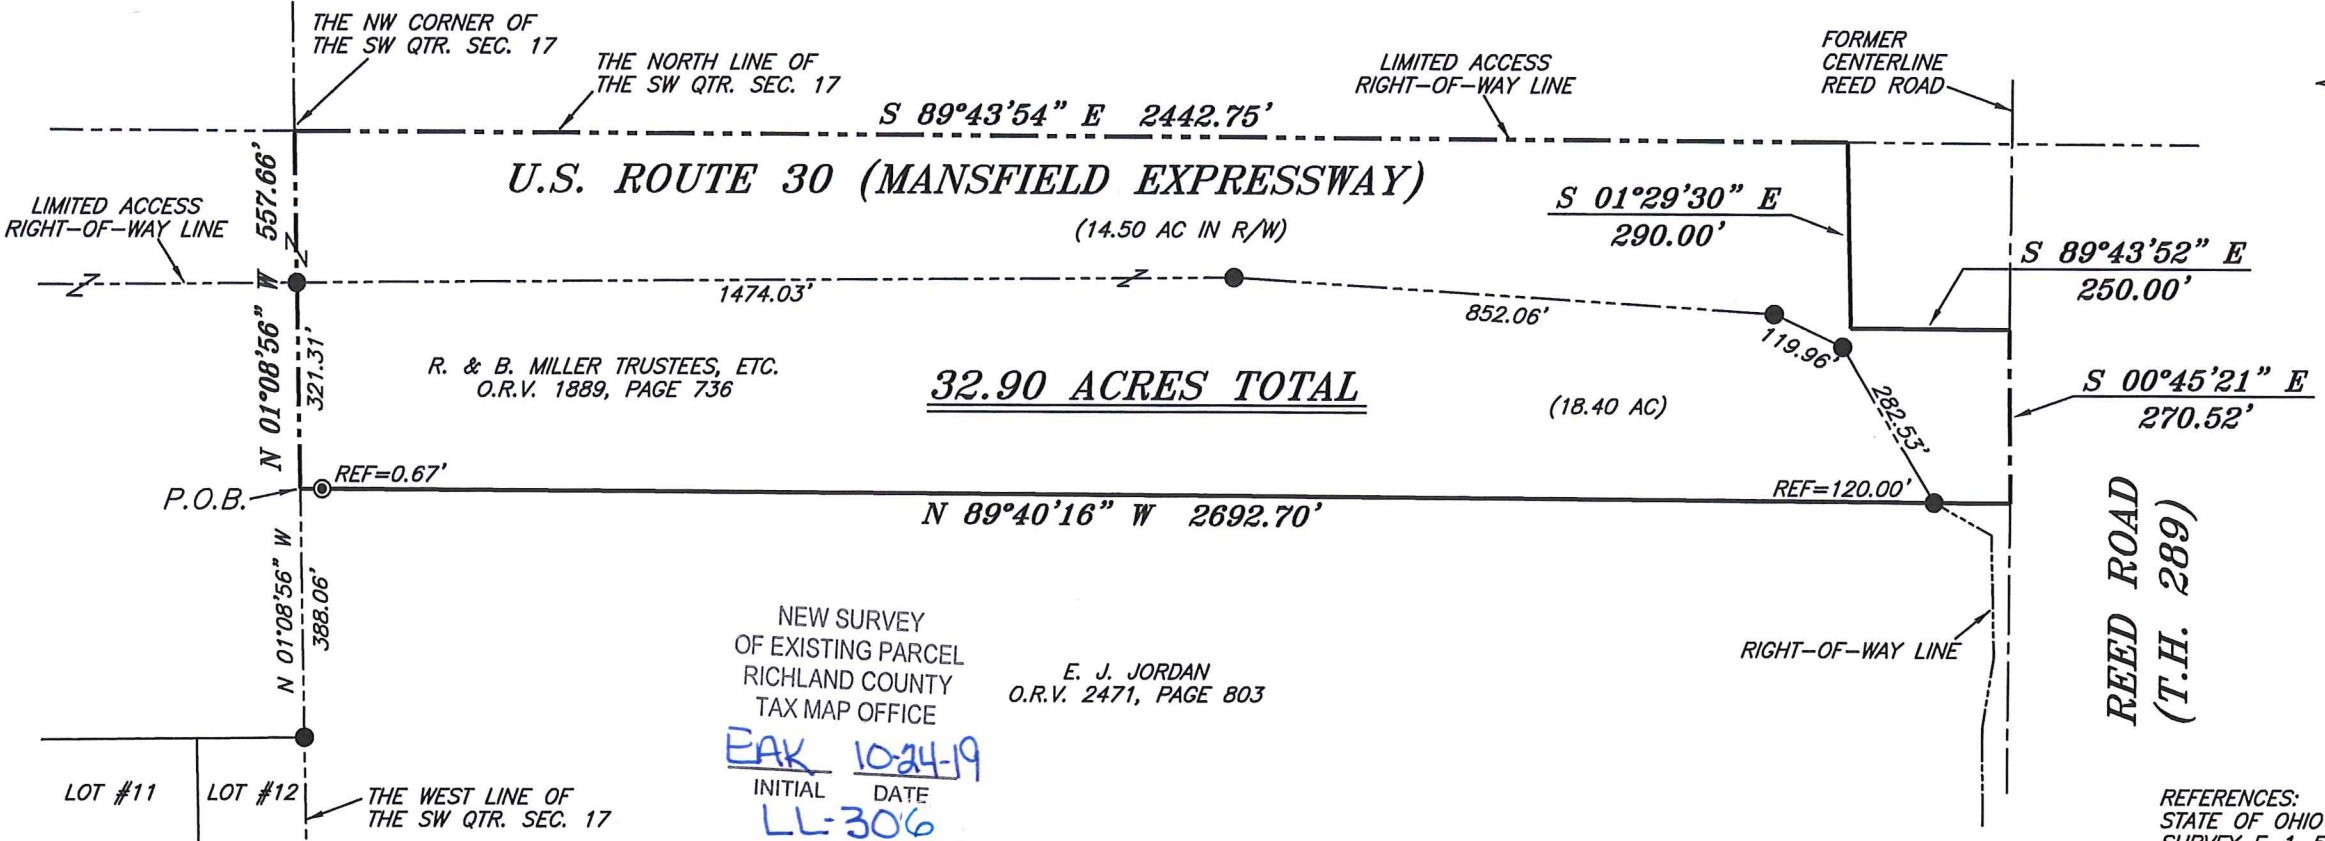 THE NW CORNER OF
THE SW QTR. SEC. 17
THE NORTH LINE OF
THE SW QTR. SEC. 17
S 89°43'54" E 2442.75'
LIMITED ACCESS
RIGHT-OF-WAY LINE
FORMER
CENTERLINE
REED ROAD
U.S. ROUTE 30 (MANSFIELD EXPRESSWAY)
(14.50 AC IN R/W)
S 01°29'30" E
290.00'
S 89°43'52" E
250.00'
LIMITED ACCESS
RIGHT-OF-WAY LINE
N 01°08'56" W 557.66'
321.31'
1474.03'
852.06'
119.96'
282.53'
R. & B. MILLER TRUSTEES, ETC.
O.R.V. 1889, PAGE 736
32.90 ACRES TOTAL
(18.40 AC)
S 00°45'21" E
270.52'
P.O.B.
REF=0.67'
REF=120.00'
N 89°40'16" W 2692.70'
N 01°08'56" W
388.06'
REED ROAD
(T.H. 289)
NEW SURVEY
OF EXISTING PARCEL
RICHLAND COUNTY
TAX MAP OFFICE
EAK 10-24-19
INITIAL DATE
LL-306
E. J. JORDAN
O.R.V. 2471, PAGE 803
RIGHT-OF-WAY LINE
LOT #11
LOT #12
THE WEST LINE OF
THE SW QTR. SEC. 17
REFERENCES:
STATE OF OHIO